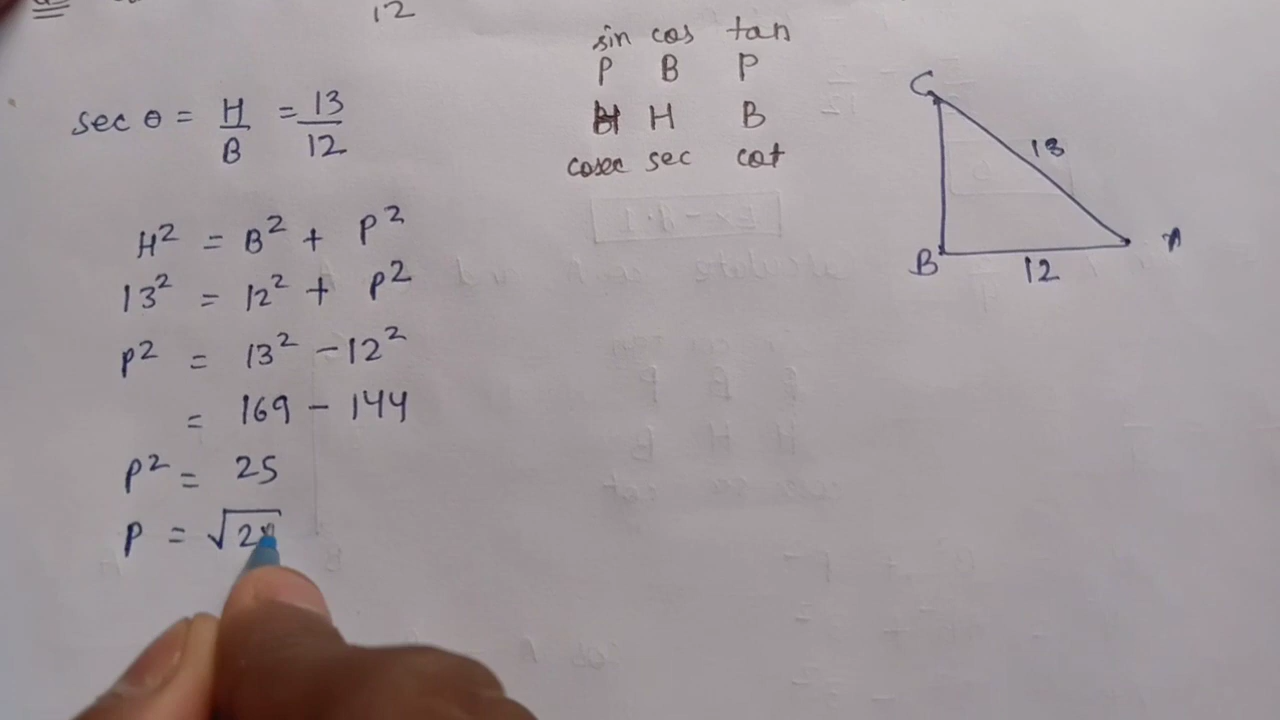 12
sec θ = H/B = 13/12
H² = B² + P²
13² = 12² + P²
P² = 13² - 12²
= 169 - 144
P² = 25
P = √2
sin cos tan
P B P
H H B
cosec sec cot
C
13
B
12